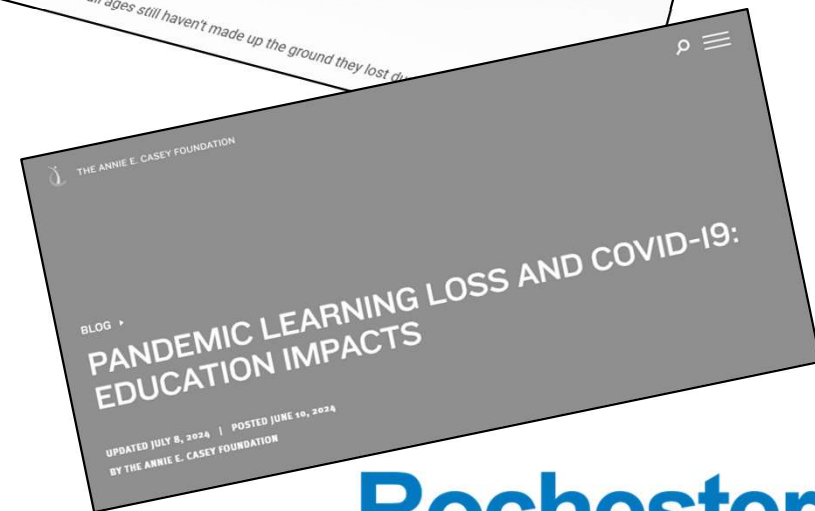 ages still haven't made up the ground they lost
THE ANNIE E. CASEY FOUNDATION
BLOG
PANDEMIC LEARNING LOSS AND COVID-19:
EDUCATION IMPACTS
UPDATED JULY 8, 2024 | POSTED JUNE 10, 2024
BY THE ANNIE E. CASEY FOUNDATION
Rochester